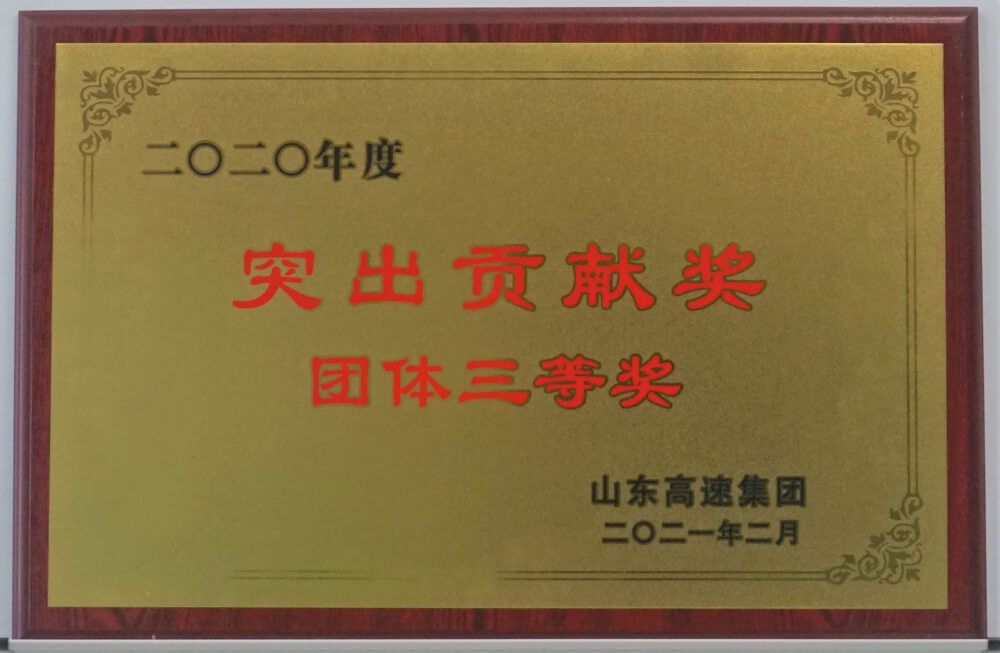 二〇二〇年度
突出贡献奖
团体三等奖
山东高速集团
二〇二一年二月